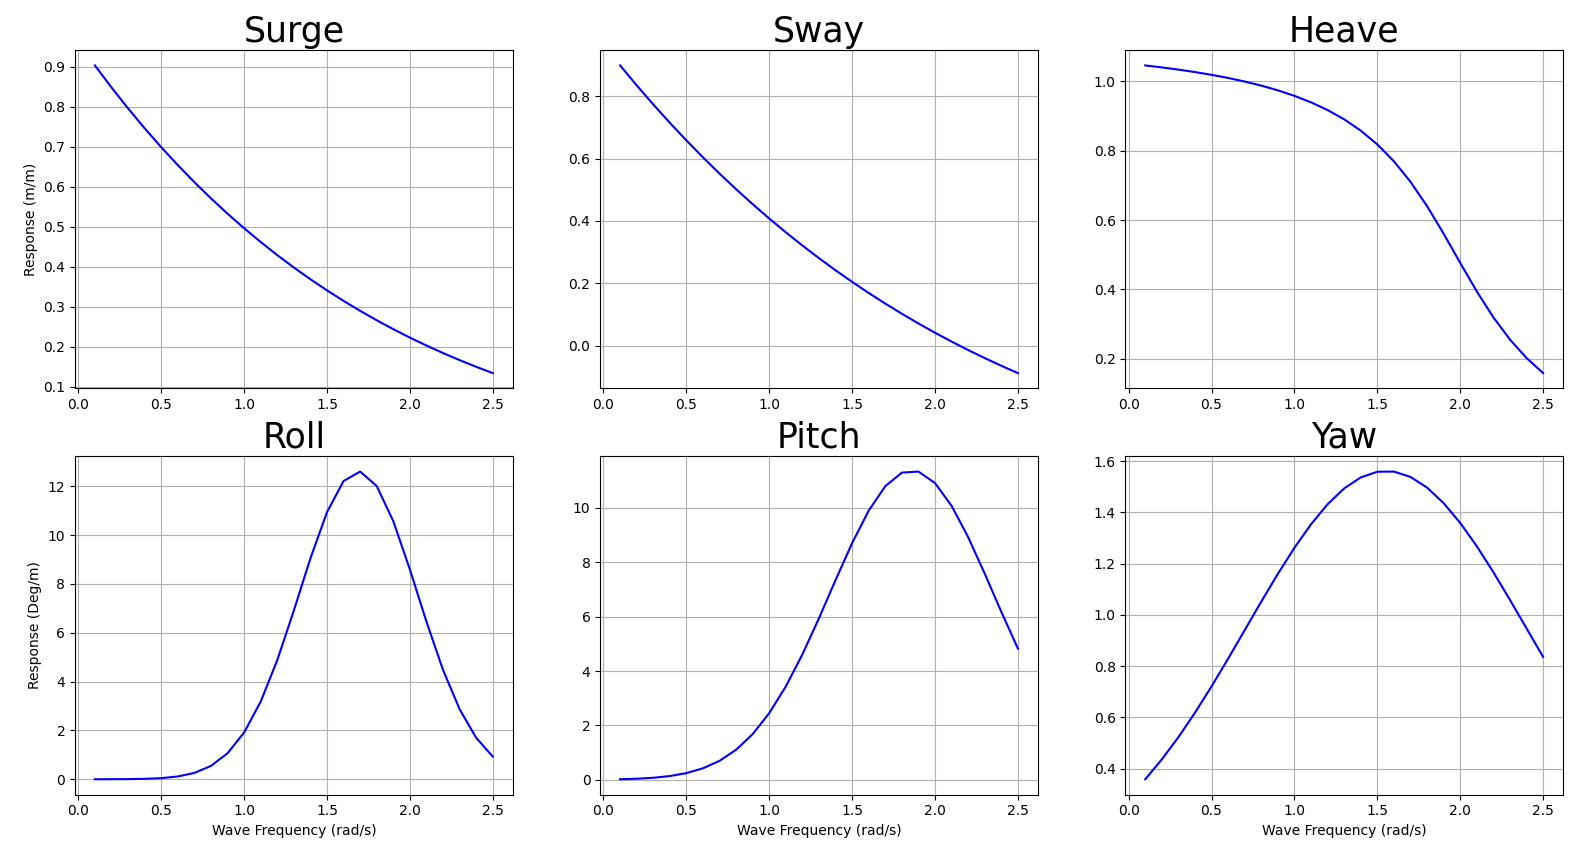 Surge
Sway
Heave
Response (m/m)
0.9
0.8
0.7
0.6
0.5
0.4
0.3
0.2
0.1
0.0 0.5 1.0 1.5 2.0 2.5
0.8
0.6
0.4
0.2
0.0
0.0 0.5 1.0 1.5 2.0 2.5
1.0
0.8
0.6
0.4
0.2
0.0 0.5 1.0 1.5 2.0 2.5
Roll
Pitch
Yaw
Response (Deg/m)
12
10
8
6
4
2
0
0.0 0.5 1.0 1.5 2.0 2.5
Wave Frequency (rad/s)
10
8
6
4
2
0
0.0 0.5 1.0 1.5 2.0 2.5
Wave Frequency (rad/s)
1.6
1.4
1.2
1.0
0.8
0.6
0.4
0.0 0.5 1.0 1.5 2.0 2.5
Wave Frequency (rad/s)